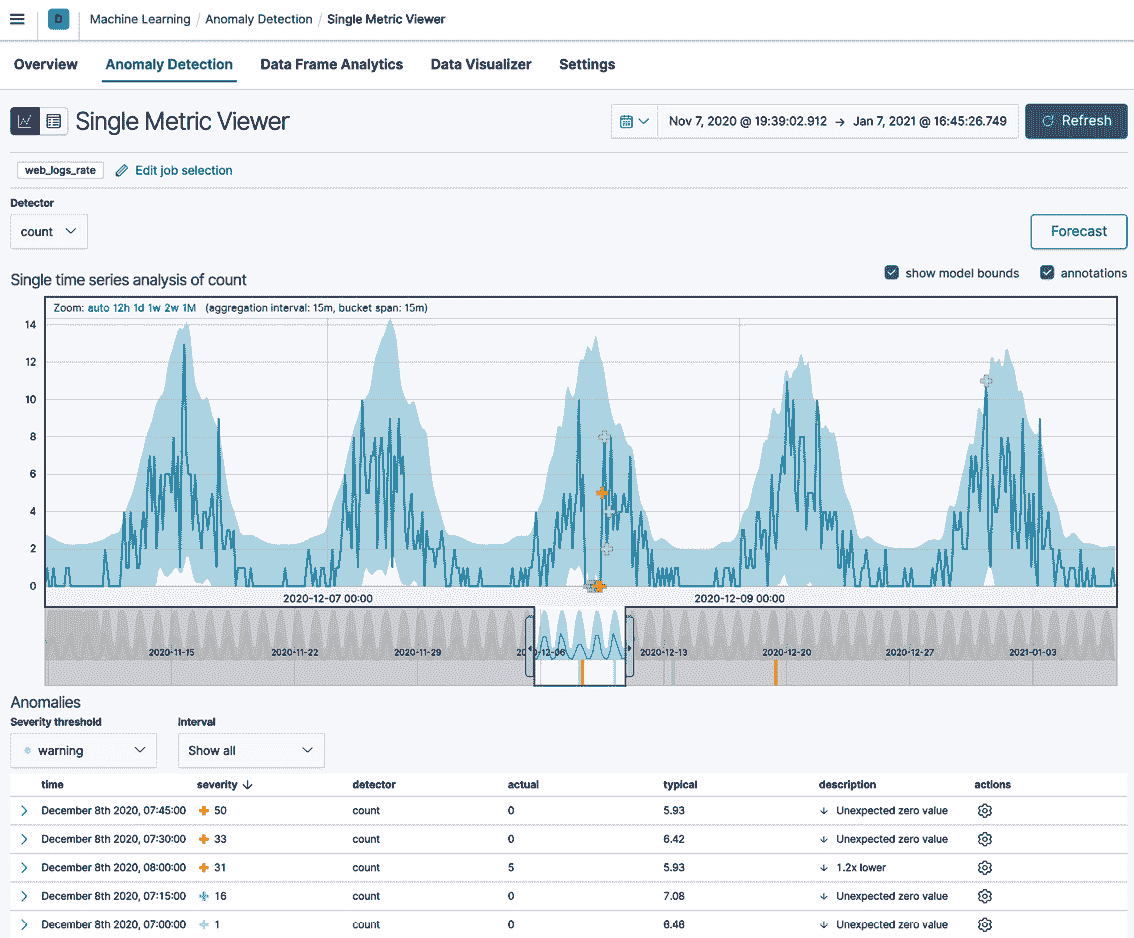 D Machine Learning / Anomaly Detection / Single Metric Viewer
Overview Anomaly Detection Data Frame Analytics Data Visualizer Settings
Single Metric Viewer Nov 7, 2020 @ 19:39:02.912 → Jan 7, 2021 @ 16:45:26.749 Refresh
web_logs_rate Edit job selection
Detector
count Forecast
Single time series analysis of count show model bounds annotations
Zoom: auto 12h 1d 1w 2w 1M (aggregation interval: 15m, bucket span: 15m)
14
12
10
8
6
4
2
0
2020-12-07 00:00 2020-12-09 00:00
2020-11-15 2020-11-22 2020-11-29 2020-12-06 2020-12-13 2020-12-20 2020-12-27 2021-01-03
Anomalies
Severity threshold Interval
warning Show all
time severity ↓ detector actual typical description actions
December 8th 2020, 07:45:00 50 count 0 5.93 ↓ Unexpected zero value
December 8th 2020, 07:30:00 33 count 0 6.42 ↓ Unexpected zero value
December 8th 2020, 08:00:00 31 count 5 5.93 ↓ 1.2x lower
December 8th 2020, 07:15:00 16 count 0 7.08 ↓ Unexpected zero value
December 8th 2020, 07:00:00 1 count 0 6.46 ↓ Unexpected zero value